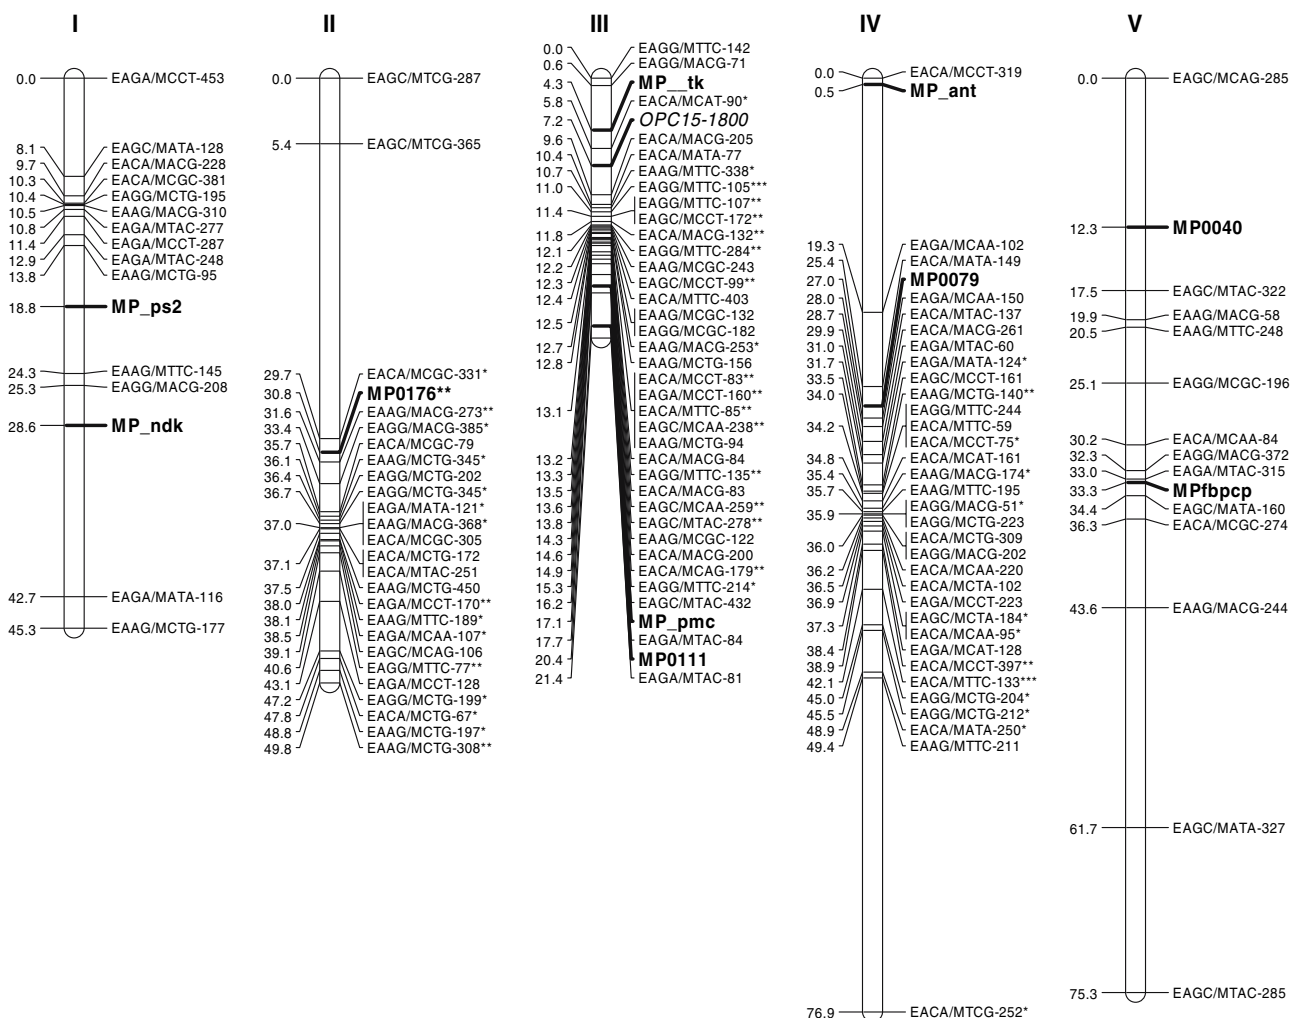 I
0.0 EAGA/MCCT-453
8.1 EAGC/MATA-128
9.7 EACA/MACG-228
10.3 EACA/MCGC-381
10.4 EAGG/MCTG-195
10.5 EAAG/MACG-310
10.8 EAGA/MTAC-277
11.4 EAGA/MCCT-287
12.9 EAGA/MTAC-248
13.8 EAAG/MCTG-95
18.8 MP_ps2
24.3 EAAG/MTTC-145
25.3 EAGG/MACG-208
28.6 MP_ndk
42.7 EAGA/MATA-116
45.3 EAAG/MCTG-177
II
0.0 EAGC/MTCG-287
5.4 EAGC/MTCG-365
29.7 EACA/MCGC-331*
30.8 MP0176**
31.6 EAAG/MACG-273**
33.4 EAGG/MACG-385*
35.7 EACA/MCGC-79
36.1 EAAG/MCTG-345*
36.4 EAGG/MCTG-202
36.7 EAGG/MCTG-345*
EAGA/MATA-121*
37.0 EAAG/MACG-368*
EACA/MCGC-305
EACA/MCTG-172
37.1 EACA/MTAC-251
37.5 EAAG/MCTG-450
38.0 EAGA/MCCT-170**
38.1 EAAG/MTTC-189*
38.5 EAGA/MCAA-107*
39.1 EAGC/MCAG-106
40.6 EAGG/MTTC-77**
43.1 EAGA/MCCT-128
47.2 EAGG/MCTG-199*
47.8 EACA/MCTG-67*
48.8 EAAG/MCTG-197*
49.8 EAAG/MCTG-308**
III
0.0 EAGG/MTTC-142
0.6 EAGG/MACG-71
4.3 MP__tk
5.8 EACA/MCAT-90*
7.2 OPC15-1800
9.6 EACA/MACG-205
10.4 EACA/MATA-77
10.7 EAAG/MTTC-338*
11.0 EAGG/MTTC-105***
EAGG/MTTC-107**
11.4 EAGC/MCCT-172**
11.8 EACA/MACG-132**
12.1 EAGG/MTTC-284**
12.2 EAAG/MCGC-243
12.3 EAGC/MCCT-99**
12.4 EACA/MTTC-403
EAAG/MCGC-132
12.5 EAGG/MCGC-182
12.7 EAAG/MACG-253*
12.8 EAAG/MCTG-156
EACA/MCCT-83**
EAGA/MCCT-160**
13.1 EACA/MTTC-85**
EAGC/MCAA-238**
EAAG/MCTG-94
13.2 EACA/MACG-84
13.3 EAGG/MTTC-135**
13.5 EACA/MACG-83
13.6 EAGC/MCAA-259**
13.8 EAGC/MTAC-278**
14.3 EAAG/MCGC-122
14.6 EACA/MACG-200
14.9 EACA/MCAG-179**
15.3 EAGG/MTTC-214*
16.2 EAGC/MTAC-432
17.1 MP_pmc
17.7 EAGA/MTAC-84
20.4 MP0111
21.4 EAGA/MTAC-81
IV
0.0 EACA/MCCT-319
0.5 MP_ant
19.3 EAGA/MCAA-102
25.4 EACA/MATA-149
27.0 MP0079
28.0 EAGA/MCAA-150
28.7 EACA/MTAC-137
29.9 EACA/MACG-261
31.0 EAGA/MTAC-60
31.7 EAGA/MATA-124*
33.5 EAGC/MCCT-161
34.0 EAAG/MCTG-140**
EAGG/MTTC-244
34.2 EACA/MTTC-59
EACA/MCCT-75*
34.8 EACA/MCAT-161
35.4 EAAG/MACG-174*
35.7 EAAG/MTTC-195
EAGG/MACG-51*
35.9 EAGG/MCTG-223
EACA/MCTG-309
36.0 EAGG/MACG-202
36.2 EACA/MCAA-220
36.5 EACA/MCTA-102
36.9 EAGA/MCCT-223
EAGC/MCTA-184*
37.3 EACA/MCAA-95*
38.4 EAGA/MCAT-128
38.9 EACA/MCCT-397**
42.1 EACA/MTTC-133***
45.0 EAGG/MCTG-204*
45.5 EAGG/MCTG-212*
48.9 EACA/MATA-250*
49.4 EAAG/MTTC-211
76.9 EACA/MTCG-252*
V
0.0 EAGC/MCAG-285
12.3 MP0040
17.5 EAGC/MTAC-322
19.9 EAAG/MACG-58
20.5 EAAG/MTTC-248
25.1 EAGG/MCGC-196
30.2 EACA/MCAA-84
32.3 EAGG/MACG-372
33.0 EAGA/MTAC-315
33.3 MPfbpcp
34.4 EAGC/MATA-160
36.3 EACA/MCGC-274
43.6 EAAG/MACG-244
61.7 EAGC/MATA-327
75.3 EAGC/MTAC-285